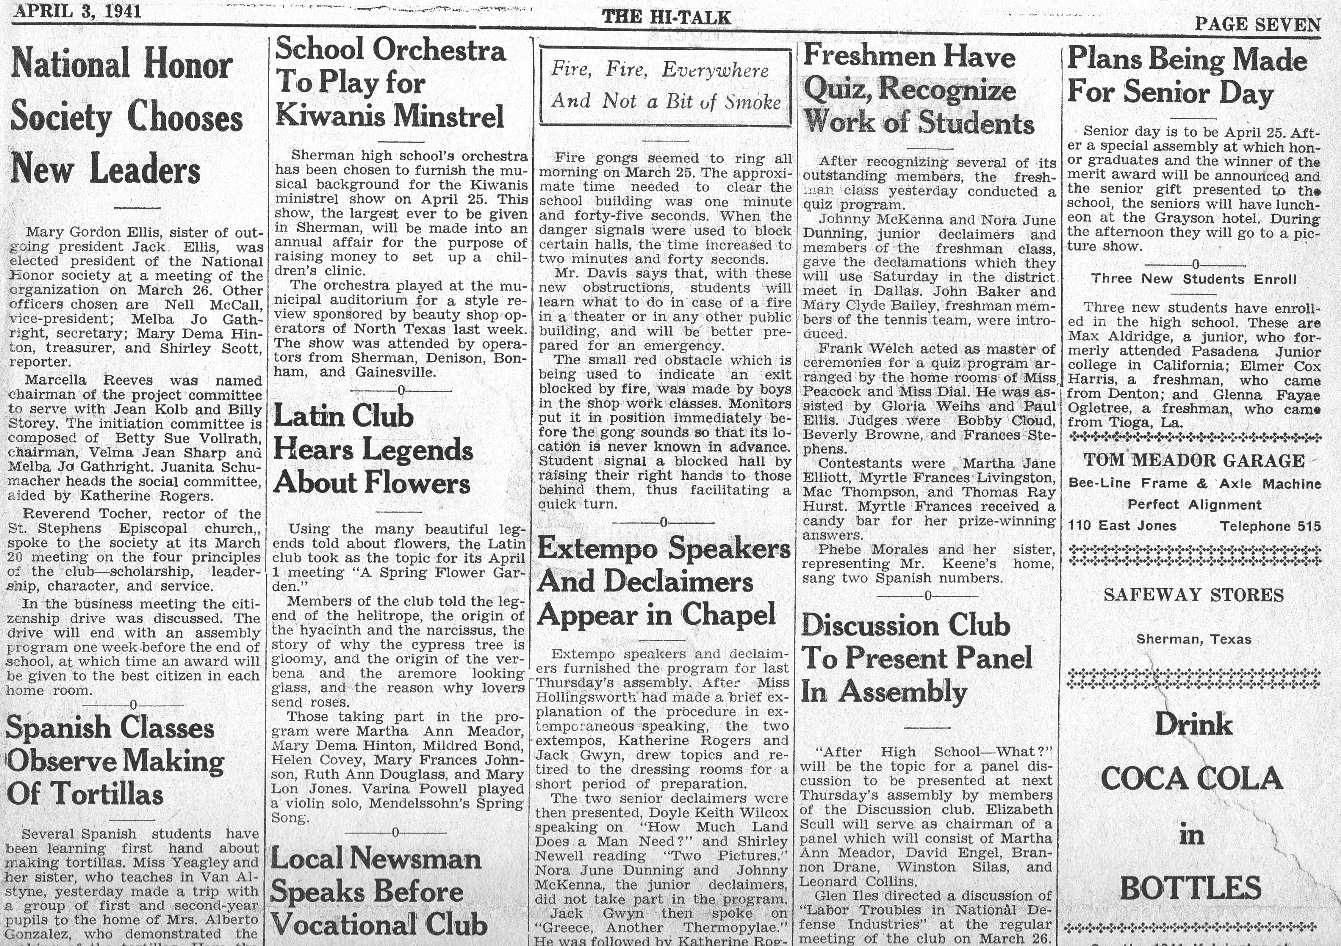 APRIL 3, 1941
THE HI-TALK
PAGE SEVEN
National Honor
Society Chooses
New Leaders
Mary Gordon Ellis, sister of out-
going president Jack Ellis, was
elected president of the National
Honor society at a meeting of the
organization on March 26. Other
officers chosen are Nell McCall,
vice-president; Melba Jo Gath-
right, secretary; Mary Dema Hin-
ton, treasurer, and Shirley Scott,
reporter.
Marcella Reeves was named
chairman of the project committee
to serve with Jean Kolb and Billy
Storey. The initiation committee is
composed of Betty Sue Vollrath,
chairman, Velma Jean Sharp and
Melba Jo Gathright. Juanita Schu-
macher heads the social committee,
aided by Katherine Rogers.
Reverend Tocher, rector of the
St. Stephens Episcopal church,,
spoke to the society at its March
20 meeting on the four principles
of the club—scholarship, leader-
ship, character, and service.
In the business meeting the citi-
zenship drive was discussed. The
drive will end with an assembly
program one week before the end of
school, at which time an award will
be given to the best citizen in each
home room.
Spanish Classes
Observe Making
Of Tortillas
Several Spanish students have
been learning first hand about
making tortillas. Miss Yeagley and
her sister, who teaches in Van Al-
styne, yesterday made a trip with
a group of first and second-year
pupils to the home of Mrs. Alberto
Gonzalez, who demonstrated the
School Orchestra
To Play for
Kiwanis Minstrel
Sherman high school's orchestra
has been chosen to furnish the mu-
sical background for the Kiwanis
ministrel show on April 25. This
show, the largest ever to be given
in Sherman, will be made into an
annual affair for the purpose of
raising money to set up a chil-
dren's clinic.
The orchestra played at the mu-
nicipal auditorium for a style re-
view sponsored by beauty shop op-
erators of North Texas last week.
The show was attended by opera-
tors from Sherman, Denison, Bon-
ham, and Gainesville.
Latin Club
Hears Legends
About Flowers
Using the many beautiful leg-
ends told about flowers, the Latin
club took as the topic for its April
1 meeting "A Spring Flower Gar-
den."
Members of the club told the leg-
end of the helitrope, the origin of
the hyacinth and the narcissus, the
story of why the cypress tree is
gloomy, and the origin of the ver-
bena and the aremore looking
glass, and the reason why lovers
send roses.
Those taking part in the pro-
gram were Martha Ann Meador,
Mary Dema Hinton, Mildred Bond,
Helen Covey, Mary Frances John-
son, Ruth Ann Douglass, and Mary
Lon Jones. Varina Powell played
a violin solo, Mendelssohn's Spring
Song.
Local Newsman
Speaks Before
Vocational Club
Fire, Fire, Everywhere
And Not a Bit of Smoke
Fire gongs seemed to ring all
morning on March 25. The approxi-
mate time needed to clear the
school building was one minute
and forty-five seconds. When the
danger signals were used to block
certain halls, the time increased to
two minutes and forty seconds.
Mr. Davis says that, with these
new obstructions, students will
learn what to do in case of a fire
in a theater or in any other public
building, and will be better pre-
pared for an emergency.
The small red obstacle which is
being used to indicate an exit
blocked by fire, was made by boys
in the shop work classes. Monitors
put it in position immediately be-
fore the gong sounds so that its lo-
cation is never known in advance.
Student signal a blocked hall by
raising their right hands to those
behind them, thus facilitating a
quick turn.
Extempo Speakers
And Declaimers
Appear in Chapel
Extempo speakers and declaim-
ers furnished the program for last
Thursday's assembly. After Miss
Hollingsworth had made a brief ex-
planation of the procedure in ex-
temporaneous speaking, the two
extempos, Katherine Rogers and
Jack Gwyn, drew topics and re-
tired to the dressing rooms for a
short period of preparation.
The two senior declaimers were
then presented, Doyle Keith Wilcox
speaking on "How Much Land
Does a Man Need?" and Shirley
Newell reading "Two Pictures."
Nora June Dunning and Johnny
McKenna, the junior declaimers,
did not take part in the program.
Jack Gwyn then spoke on
"Greece, Another Thermopylae."
He was followed by Katherine Rog-
Freshmen Have
Quiz, Recognize
Work of Students
After recognizing several of its
outstanding members, the fresh-
man class yesterday conducted a
quiz program.
Johnny McKenna and Nora June
Dunning, junior declaimers and
members of the freshman class,
gave the declamations which they
will use Saturday in the district
meet in Dallas. John Baker and
Mary Clyde Bailey, freshman mem-
bers of the tennis team, were intro-
duced.
Frank Welch acted as master of
ceremonies for a quiz program ar-
ranged by the home rooms of Miss
Peacock and Miss Dial. He was as-
sisted by Gloria Weihs and Paul
Ellis. Judges were Bobby Cloud,
Beverly Browne, and Frances Ste-
phens.
Contestants were Martha Jane
Elliott, Myrtle Frances Livingston,
Mac Thompson, and Thomas Ray
Hurst. Myrtle Frances received a
candy bar for her prize-winning
answers.
Phebe Morales and her sister,
representing Mr. Keene's home,
sang two Spanish numbers.
Discussion Club
To Present Panel
In Assembly
"After High School—What?"
will be the topic for a panel dis-
cussion to be presented at next
Thursday's assembly by members
of the Discussion club. Elizabeth
Scull will serve as chairman of a
panel which will consist of Martha
Ann Meador, David Engel, Bran-
non Drane, Winston Silas, and
Leonard Collins.
Glen Iles directed a discussion of
"Labor Troubles in National De-
fense Industries" at the regular
meeting of the club on March 26.
Plans Being Made
For Senior Day
Senior day is to be April 25. Aft-
er a special assembly at which hon-
or graduates and the winner of the
merit award will be announced and
the senior gift presented to the
school, the seniors will have lunch-
eon at the Grayson hotel. During
the afternoon they will go to a pic-
ture show.
Three New Students Enroll
Three new students have enroll-
ed in the high school. These are
Max Aldridge, a junior, who for-
merly attended Pasadena Junior
college in California; Elmer Cox
Harris, a freshman, who came
from Denton; and Glenna Fayae
Ogletree, a freshman, who came
from Tioga, La.
TOM MEADOR GARAGE
Bee-Line Frame & Axle Machine
Perfect Alignment
110 East Jones Telephone 515
SAFEWAY STORES
Sherman, Texas
Drink
COCA COLA
in
BOTTLES